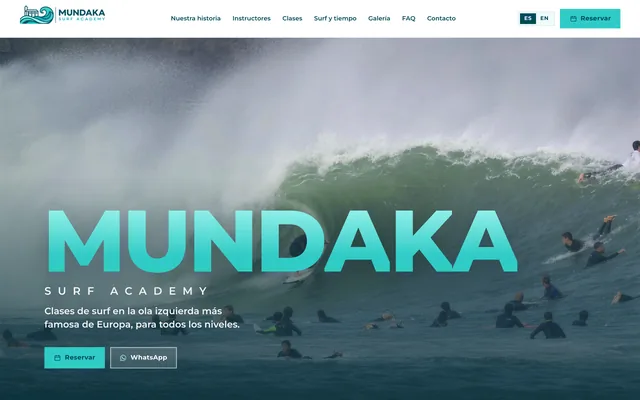 MUNDAKA
SURF ACADEMY
Nuestra historia Instructores Clases Surf y tiempo Galería FAQ Contacto
ES EN
Reservar
MUNDAKA
SURF ACADEMY
Clases de surf en la ola izquierda más
famosa de Europa, para todos los niveles.
Reservar WhatsApp